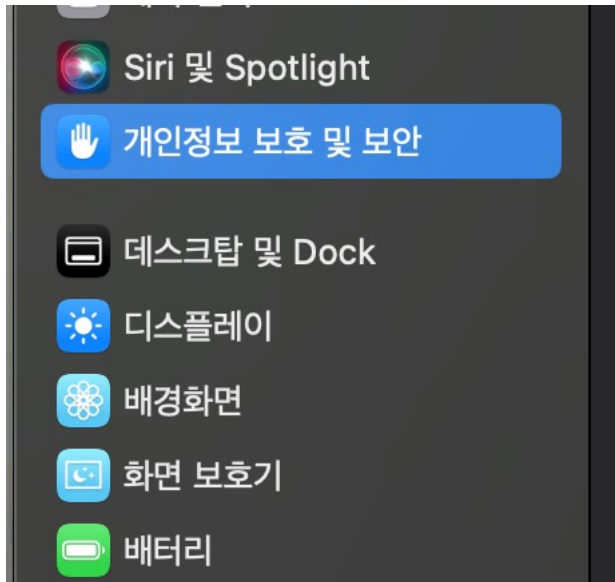 Siri 및 Spotlight
개인정보 보호 및 보안
데스크탑 및 Dock
디스플레이
배경화면
화면 보호기
배터리